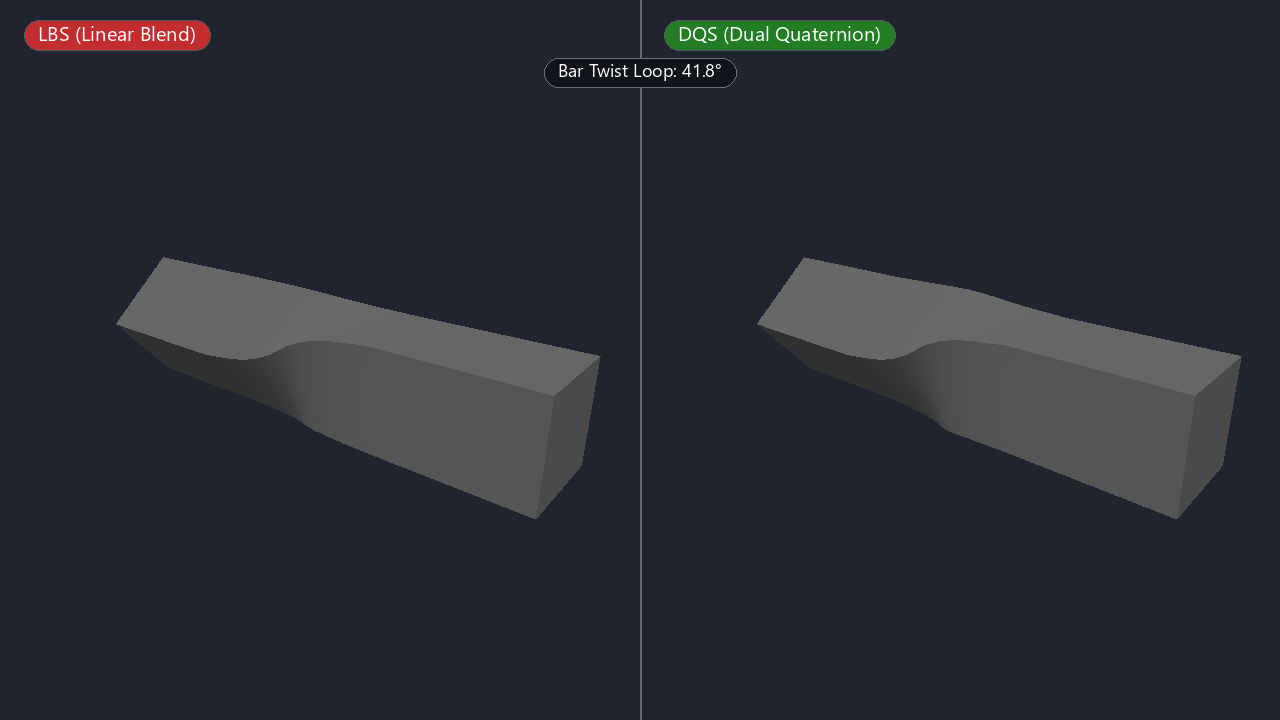 LBS (Linear Blend)
DQS (Dual Quaternion)
Bar Twist Loop: 41.8°